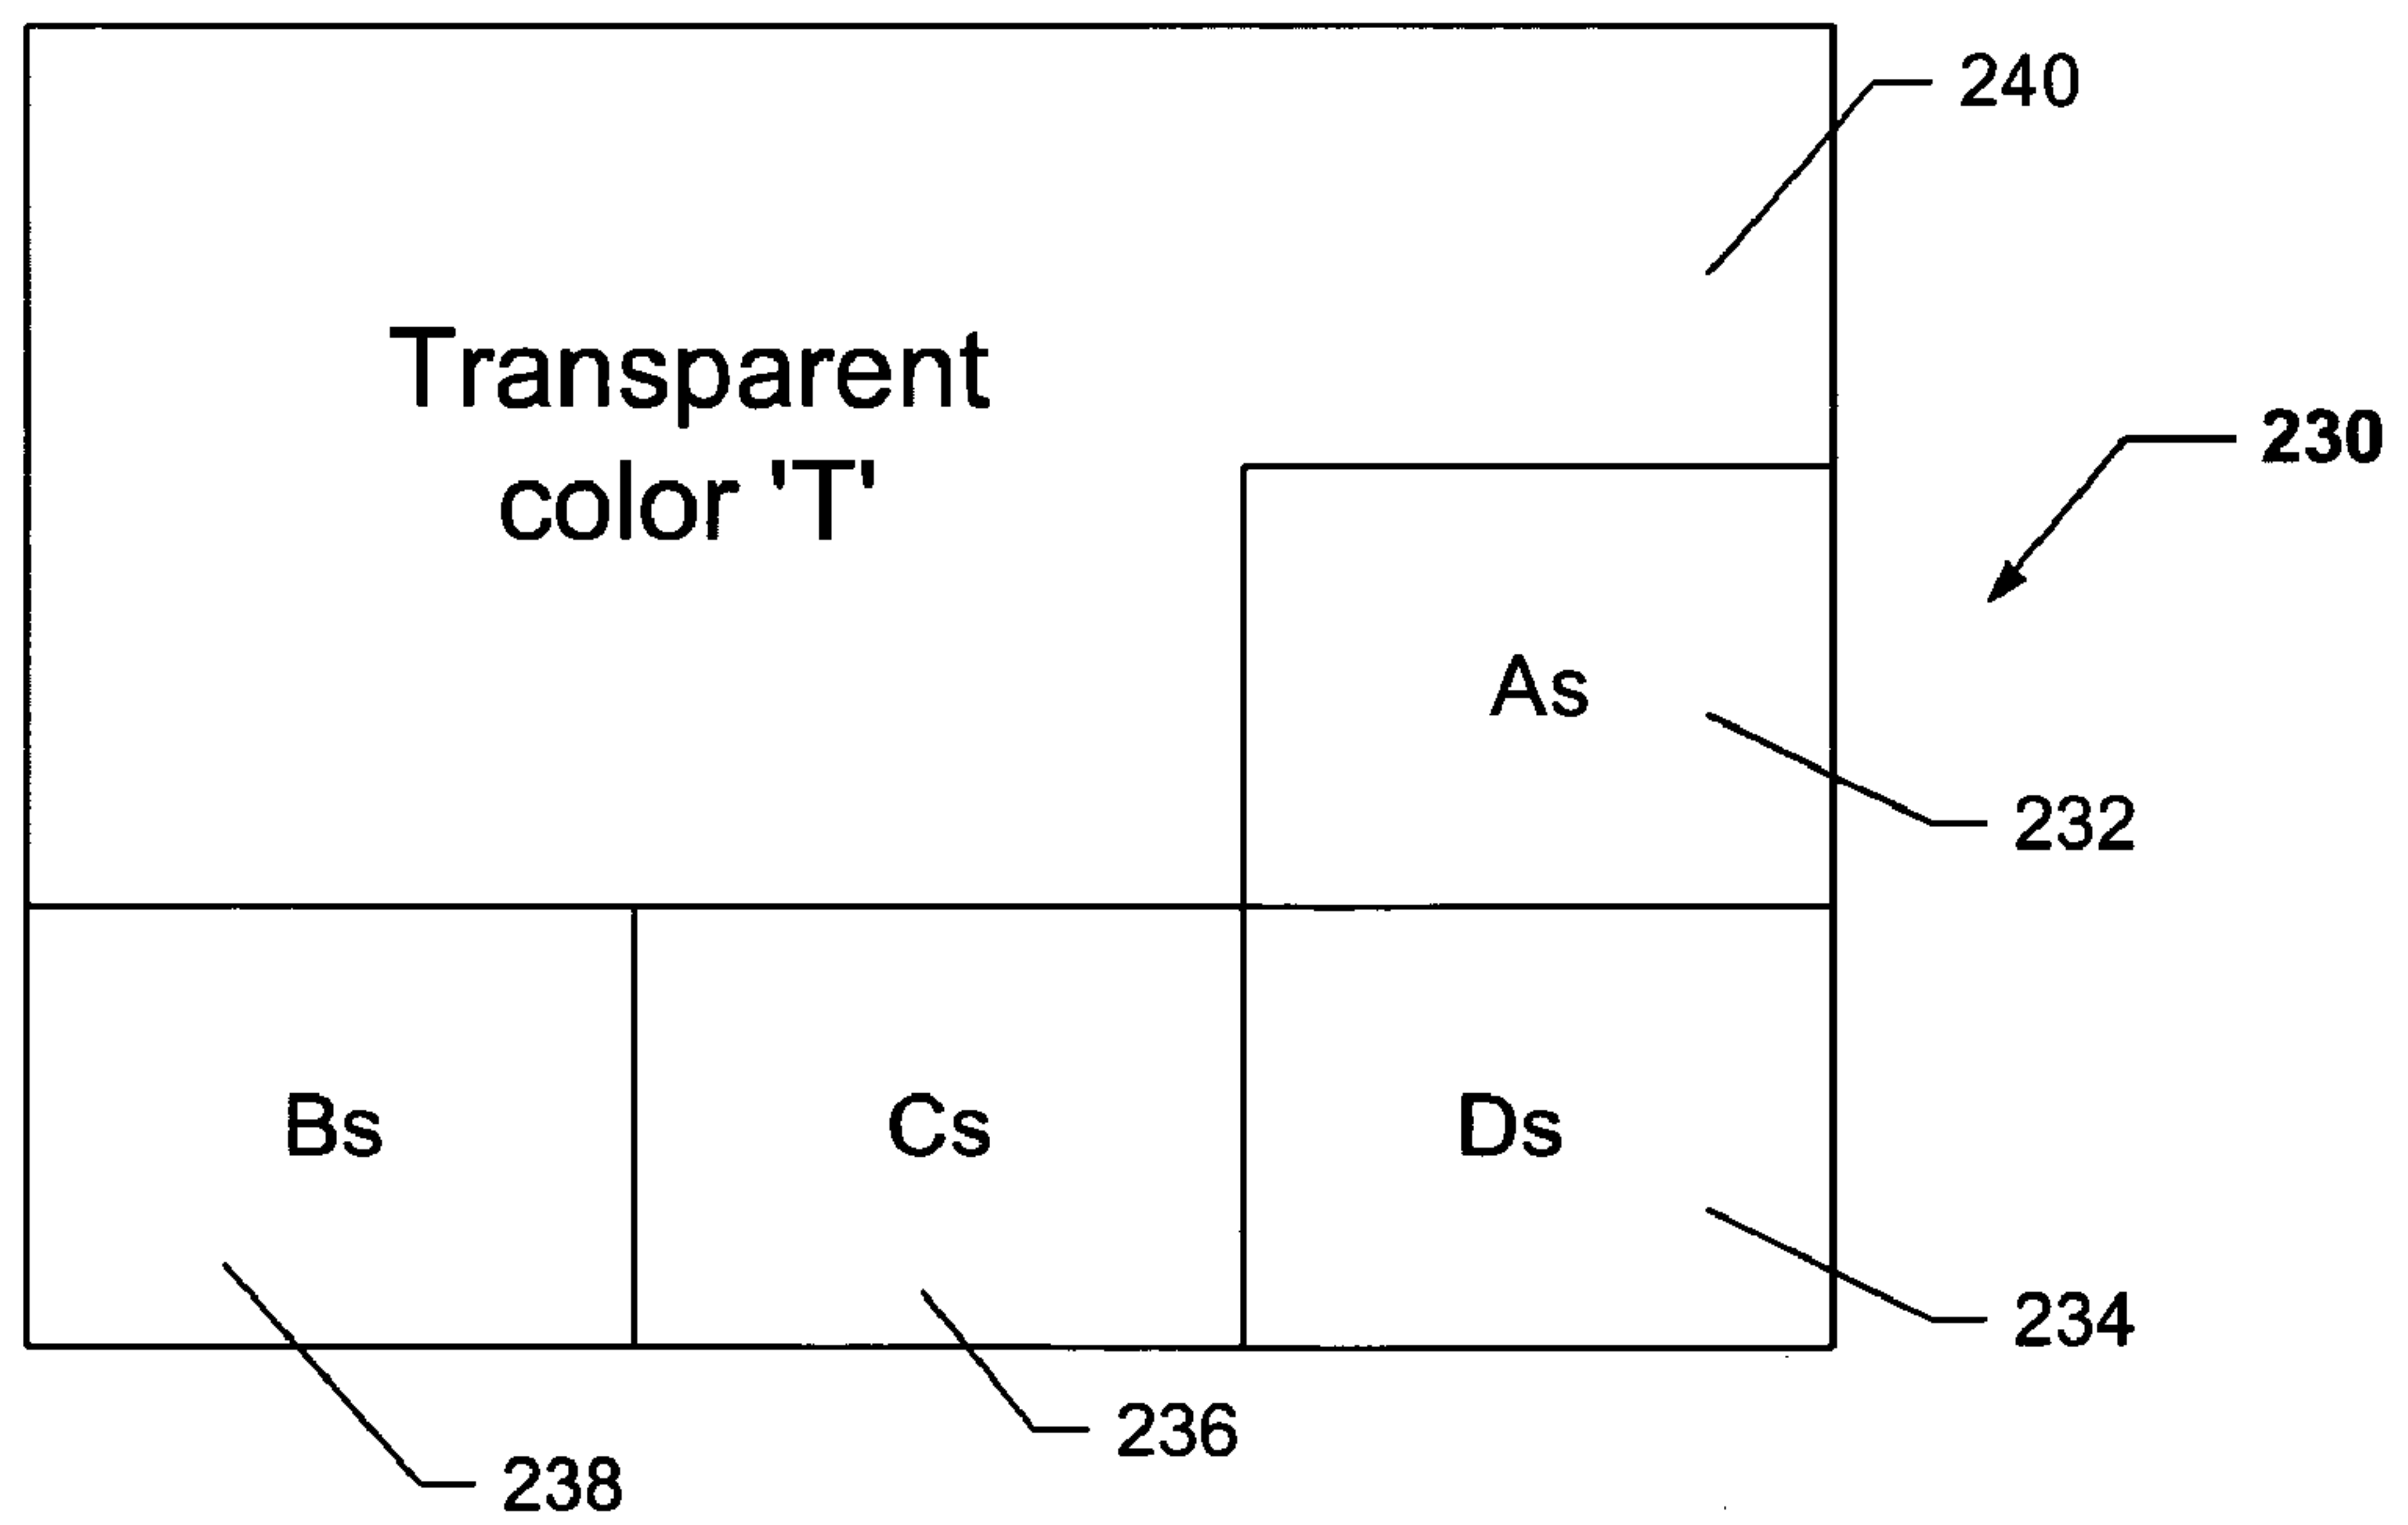 240
Transparent
color 'T'
230
As
232
Bs
Cs
Ds
234
236
238